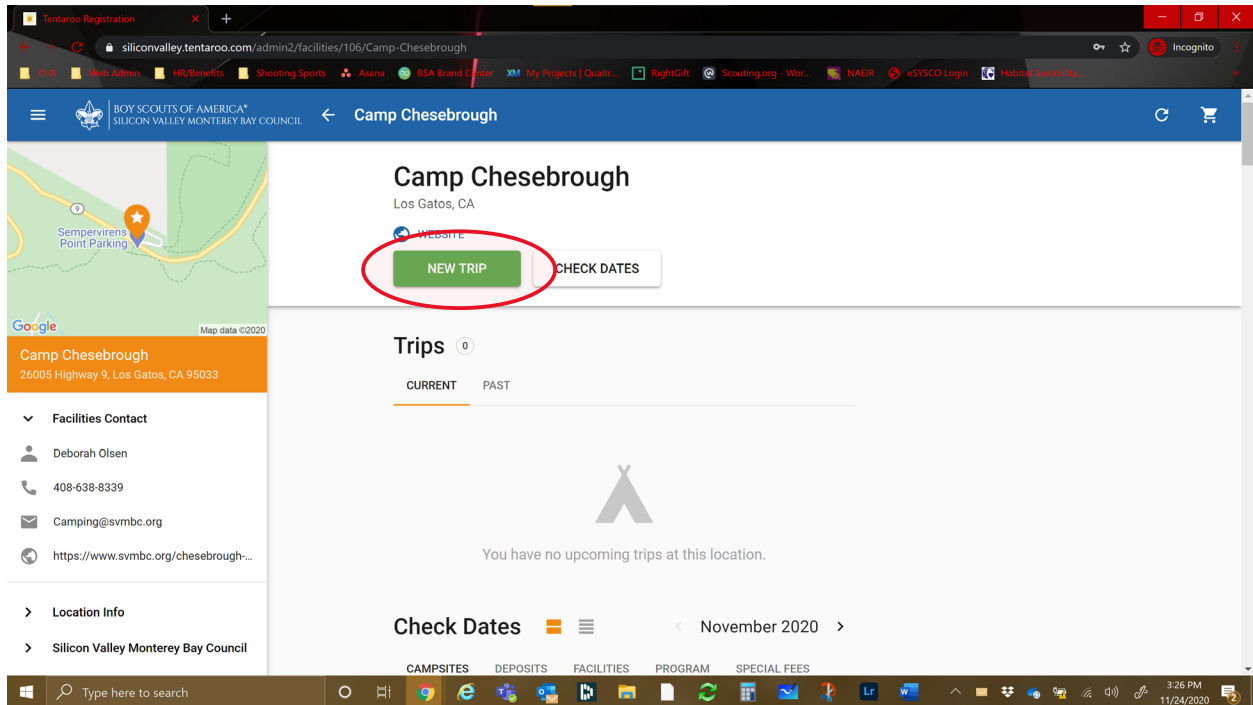 Tentaroo Registration
siliconvalley.tentaroo.com/admin2/facilities/106/Camp-Chesebrough
Incognito
CHS Web Admin HR/Benefits Shooting Sports Asana BSA Brand Center My Projects | Qualtr... RightGift Scouting.org - Wor... NAEIR eSYSCO Login Habitat Suitability...
BOY SCOUTS OF AMERICA®
SILICON VALLEY MONTEREY BAY COUNCIL
Camp Chesebrough
9
Sempervirens
Point Parking
Google
Map data ©2020
Camp Chesebrough
26005 Highway 9, Los Gatos, CA 95033
Facilities Contact
Deborah Olsen
408-638-8339
Camping@svmbc.org
https://www.svmbc.org/chesebrough-...
Location Info
Silicon Valley Monterey Bay Council
Camp Chesebrough
Los Gatos, CA
WEBSITE
NEW TRIP CHECK DATES
Trips 0
CURRENT PAST
You have no upcoming trips at this location.
Check Dates November 2020
CAMPSITES DEPOSITS FACILITIES PROGRAM SPECIAL FEES
Type here to search
3:26 PM
11/24/2020
2